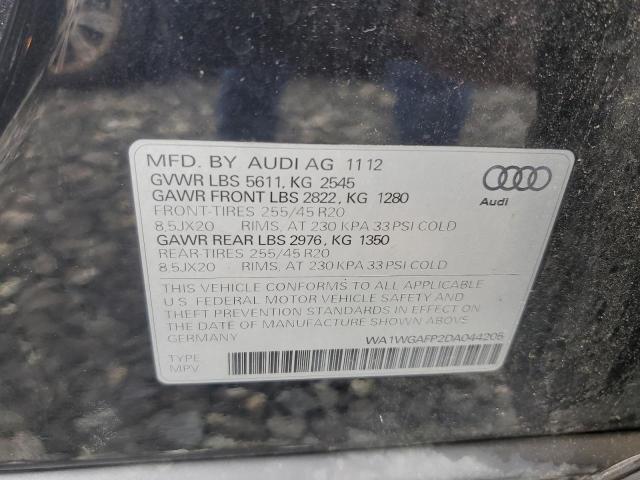 MFD. BY AUDI AG 11 12
GVWR LBS 5611, KG 2545
GAWR FRONT LBS 2822, KG 1280
FRONT-TIRES 255/45 R20
8,5JX20 RIMS, AT 230 KPA 33 PSI COLD
GAWR REAR LBS 2976, KG 1350
REAR-TIRES 255/45 R20
8,5JX20 RIMS, AT 230 KPA 33 PSI COLD
Audi
THIS VEHICLE CONFORMS TO ALL APPLICABLE
U.S. FEDERAL MOTOR VEHICLE SAFETY AND
THEFT PREVENTION STANDARDS IN EFFECT ON
THE DATE OF MANUFACTURE SHOWN ABOVE.
GERMANY WA1WGAFP2DA044205
TYPE
MPV